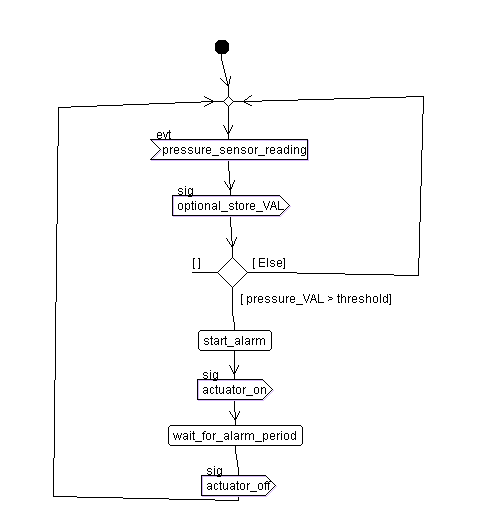 evt
pressure_sensor_reading
sig
optional_store_VAL
[ ]
[ Else]
[ pressure_VAL > threshold]
start_alarm
sig
actuator_on
wait_for_alarm_period
sig
actuator_off